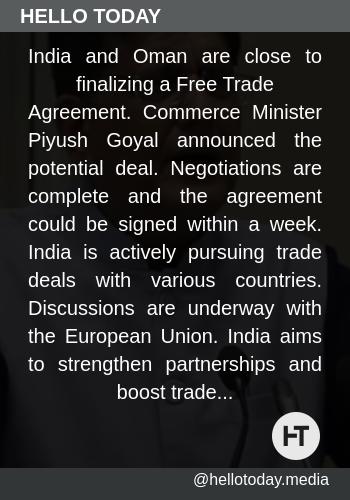 HELLO TODAY
India and Oman are close to
finalizing a Free Trade
Agreement. Commerce Minister
Piyush Goyal announced the
potential deal. Negotiations are
complete and the agreement
could be signed within a week.
India is actively pursuing trade
deals with various countries.
Discussions are underway with
the European Union. India aims
to strengthen partnerships and
boost trade...
HT
@hellotoday.media